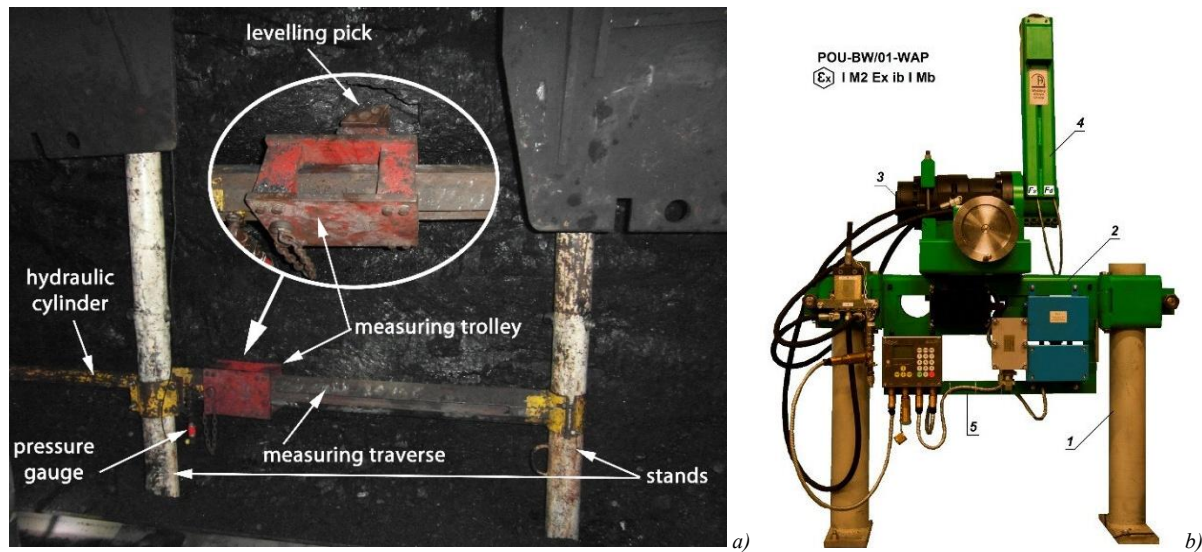 levelling pick
hydraulic
cylinder
measuring trolley
pressure
gauge
measuring traverse
stands
a)
POU-BW/01-WAP
Ɛx I M2 Ex ib I Mb
4
3
2
5
1
b)